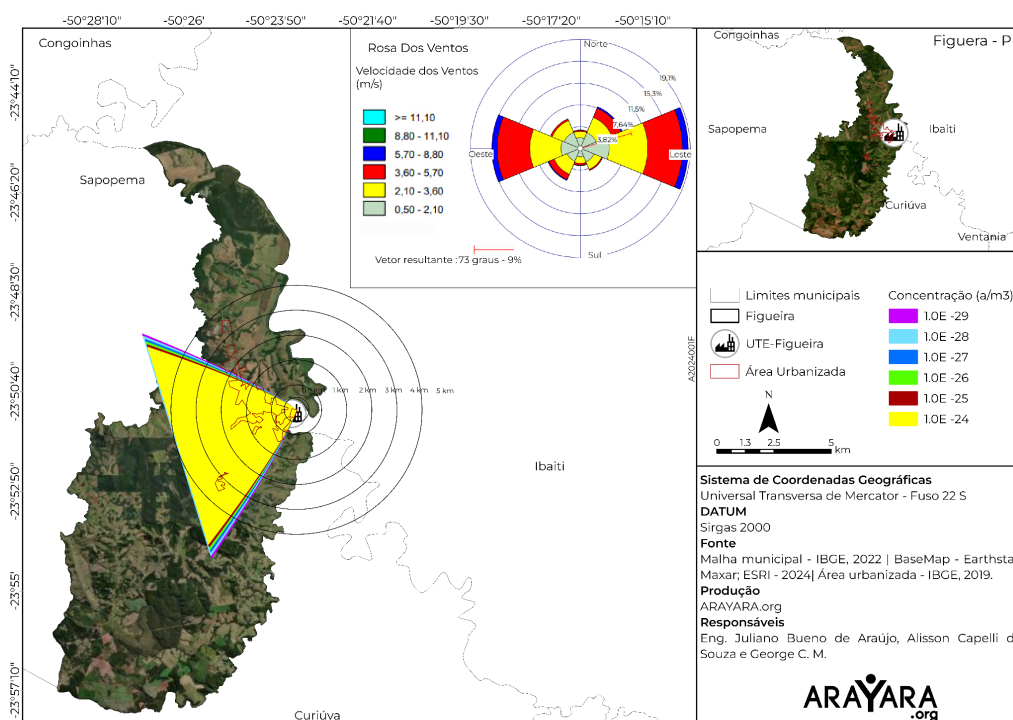 -50°28'10"
-50°26'
-50°23'50"
-50°21'40"
-50°19'30"
-50°17'20"
-50°15'10"
-23°44'10"
-23°46'20"
-23°48'30"
-23°50'40"
-23°52'50"
-23°55'
-23°57'10"
Congoinhas
Sapopema
Ibaiti
Curiúva
1 km
2 km
3 km
4 km
5 km
Rosa Dos Ventos
Velocidade dos Ventos
(m/s)
>= 11,10
8,80 - 11,10
5,70 - 8,80
3,60 - 5,70
2,10 - 3,60
0,50 - 2,10
Norte
19,1%
15,3%
11,5%
7,64%
3,82%
Oeste
Leste
Sul
Vetor resultante : 73 graus - 9%
A2024001F
Congoinhas
Figuera - P
Sapopema
Ibaiti
Curiúva
Ventania
Limites municipais
Figueira
UTE-Figueira
Área Urbanizada
Concentração (a/m3)
1.0E -29
1.0E -28
1.0E -27
1.0E -26
1.0E -25
1.0E -24
N
0 1.3 2.5 5
km
Sistema de Coordenadas Geográficas
Universal Transversa de Mercator - Fuso 22 S
DATUM
Sirgas 2000
Fonte
Malha municipal - IBGE, 2022 | BaseMap - Earthsta
Maxar; ESRI - 2024| Área urbanizada - IBGE, 2019.
Produção
ARAYARA.org
Responsáveis
Eng. Juliano Bueno de Araújo, Alisson Capelli d
Souza e George C. M.
ARAYARA
.org